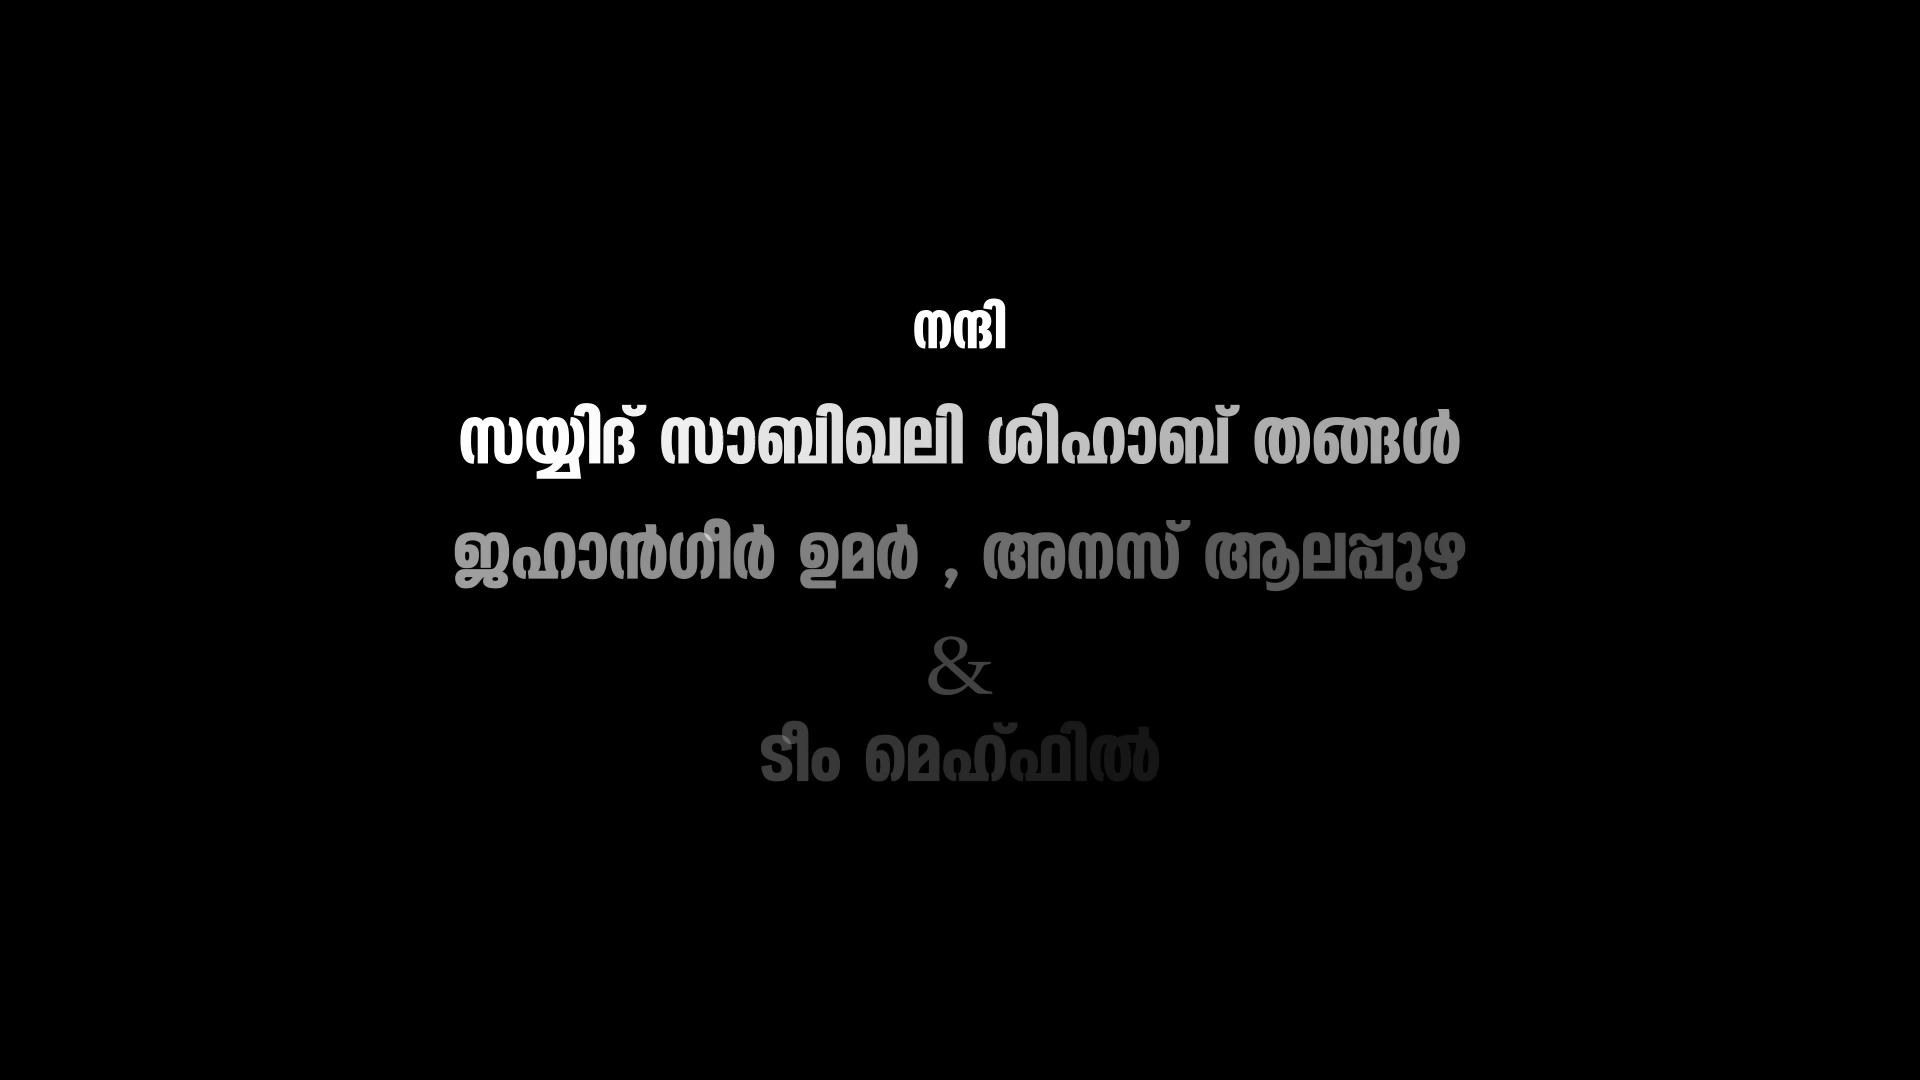 നന്ദി
സയ്യിദ് സാബിഖലി ശിഹാബ് തങ്ങൾ
ജഹാൻഗീർ ഉമർ , അനസ് ആലപ്പുഴ
&
ടീം മെഹ്ഫിൽ